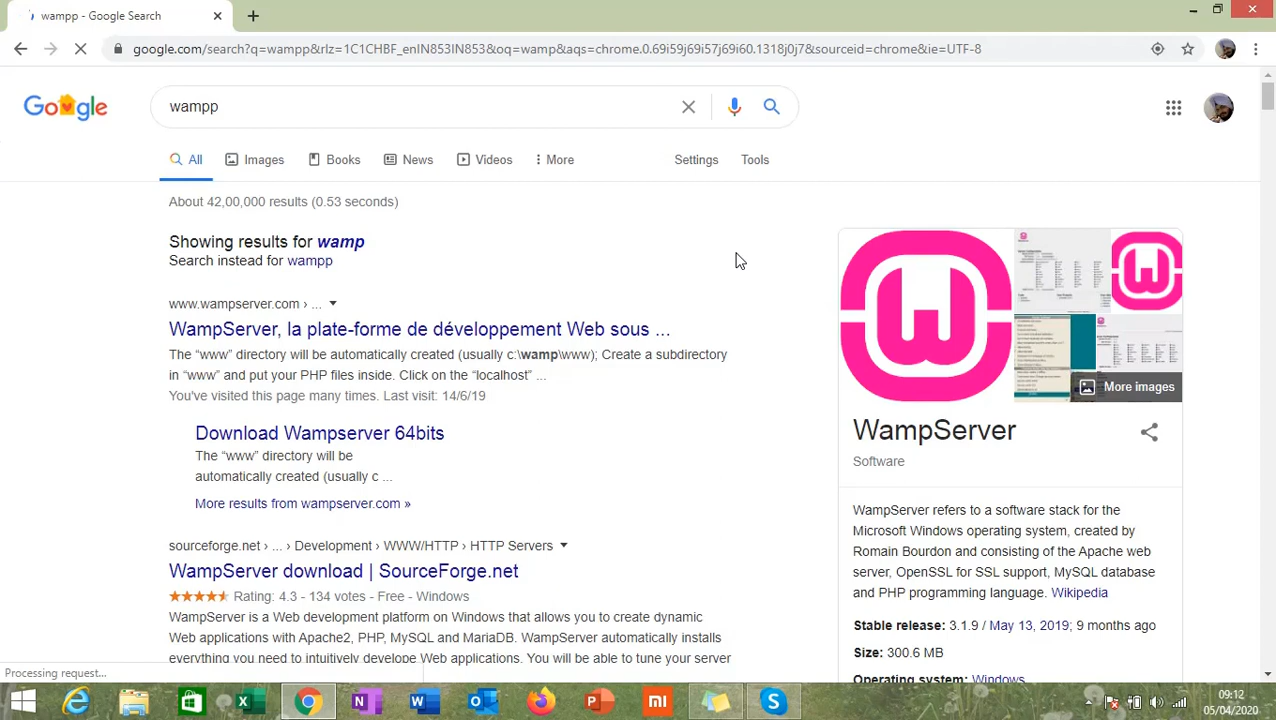 wampp - Google Search
google.com/search?q=wampp&rlz=1C1CHBF_enIN853IN853&oq=wamp&aqs=chrome.0.69i59j69i57j69i60.1318j0j7&sourceid=chrome&ie=UTF-8
Google
wampp
All
Images
Books
News
Videos
More
Settings
Tools
About 42,00,000 results (0.53 seconds)
Showing results for wamp
Search instead for wampp
www.wampserver.com › ...
WampServer, la plate-forme de développement Web sous ...
The “www” directory will be automatically created (usually c:\wamp\www). Create a subdirectory
in “www” and put your PHP files inside. Click on the “localhost” ...
You've visited this page many times. Last visit: 14/6/19
Download Wampserver 64bits
The “www” directory will be
automatically created (usually c ...
More results from wampserver.com »
sourceforge.net › ... › Development › WWW/HTTP › HTTP Servers
WampServer download | SourceForge.net
Rating: 4.3 - 134 votes - Free - Windows
WampServer is a Web development platform on Windows that allows you to create dynamic
Web applications with Apache2, PHP, MySQL and MariaDB. WampServer automatically installs
everything you need to intuitively develope Web applications. You will be able to tune your server
More images
WampServer
Software
WampServer refers to a software stack for the
Microsoft Windows operating system, created by
Romain Bourdon and consisting of the Apache web
server, OpenSSL for SSL support, MySQL database
and PHP programming language. Wikipedia
Stable release: 3.1.9 / May 13, 2019; 9 months ago
Size: 300.6 MB
Operating system: Windows
Processing request...
09:12
05/04/2020